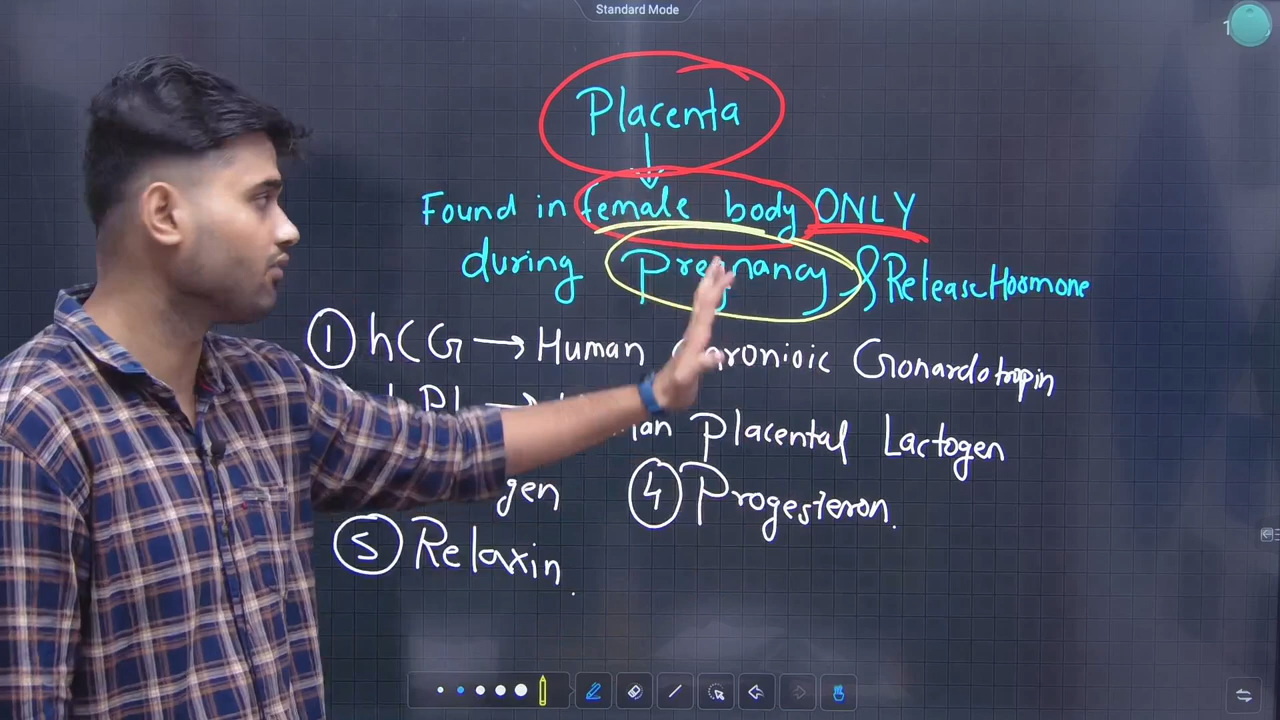 Standard Mode
Placenta
Found in female body ONLY
during Pregnancy & Release Hormone
① hCG → Human Gonardotropin
Placental Lactogen
④ Progesteron.
⑤ Relaxin.